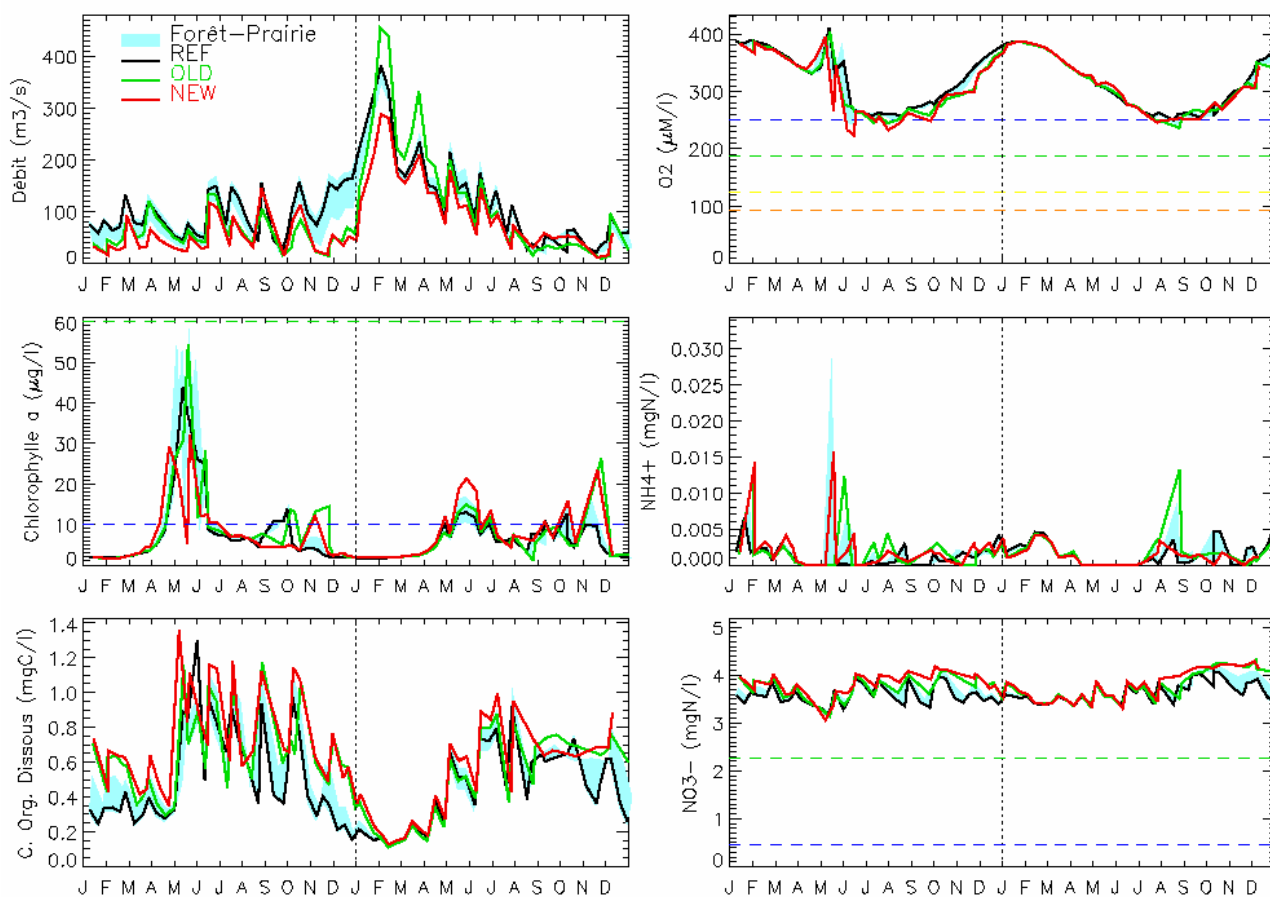 Forêt-Prairie
REF
OLD
NEW
Débit (m3/s)
400
300
200
100
0
J F M A M J J A S O N D J F M A M J J A S O N D
O2 (μM/l)
400
300
200
100
0
J F M A M J J A S O N D J F M A M J J A S O N D
Chlorophylle a (μg/l)
60
50
40
30
20
10
0
J F M A M J J A S O N D J F M A M J J A S O N D
NH4+ (mgN/l)
0.030
0.025
0.020
0.015
0.010
0.005
0.000
J F M A M J J A S O N D J F M A M J J A S O N D
C. Org. Dissous (mgC/l)
1.4
1.2
1.0
0.8
0.6
0.4
0.2
0.0
J F M A M J J A S O N D J F M A M J J A S O N D
NO3− (mgN/l)
5
4
3
2
1
0
J F M A M J J A S O N D J F M A M J J A S O N D